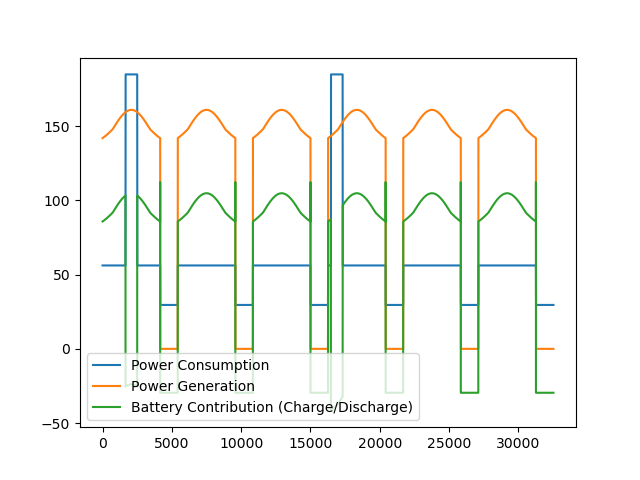 150
100
50
0
−50
Power Consumption
Power Generation
Battery Contribution (Charge/Discharge)
0 5000 10000 15000 20000 25000 30000